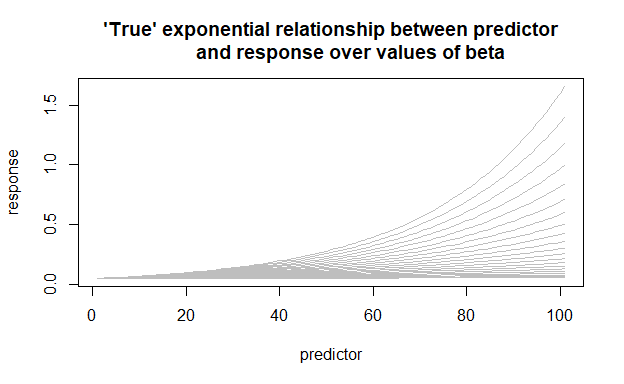 'True' exponential relationship between predictor
and response over values of beta
response
1.5
1.0
0.5
0.0
0 20 40 60 80 100
predictor